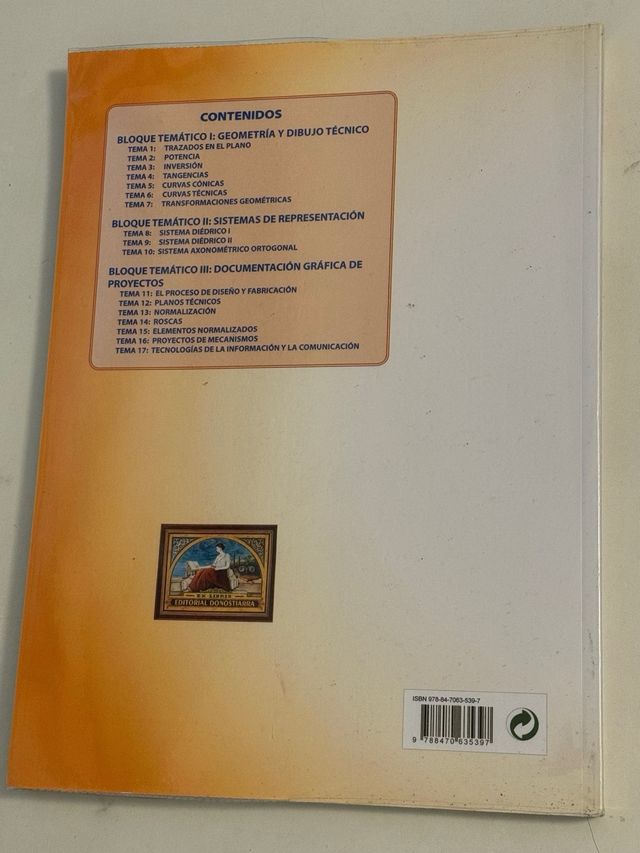 CONTENIDOS
BLOQUE TEMÁTICO I: GEOMETRÍA Y DIBUJO TÉCNICO
TEMA 1: TRAZADOS EN EL PLANO
TEMA 2: POTENCIA
TEMA 3: INVERSIÓN
TEMA 4: TANGENCIAS
TEMA 5: CURVAS CÓNICAS
TEMA 6: CURVAS TÉCNICAS
TEMA 7: TRANSFORMACIONES GEOMÉTRICAS
BLOQUE TEMÁTICO II: SISTEMAS DE REPRESENTACIÓN
TEMA 8: SISTEMA DIÉDRICO I
TEMA 9: SISTEMA DIÉDRICO II
TEMA 10: SISTEMA AXONOMÉTRICO ORTOGONAL
BLOQUE TEMÁTICO III: DOCUMENTACIÓN GRÁFICA DE
PROYECTOS
TEMA 11: EL PROCESO DE DISEÑO Y FABRICACIÓN
TEMA 12: PLANOS TÉCNICOS
TEMA 13: NORMALIZACIÓN
TEMA 14: ROSCAS
TEMA 15: ELEMENTOS NORMALIZADOS
TEMA 16: PROYECTOS DE MECANISMOS
TEMA 17: TECNOLOGÍAS DE LA INFORMACIÓN Y LA COMUNICACIÓN
EX LIBRIS
EDITORIAL DONOSTIARRA
ISBN 978-84-7063-539-7
9 788470 635397